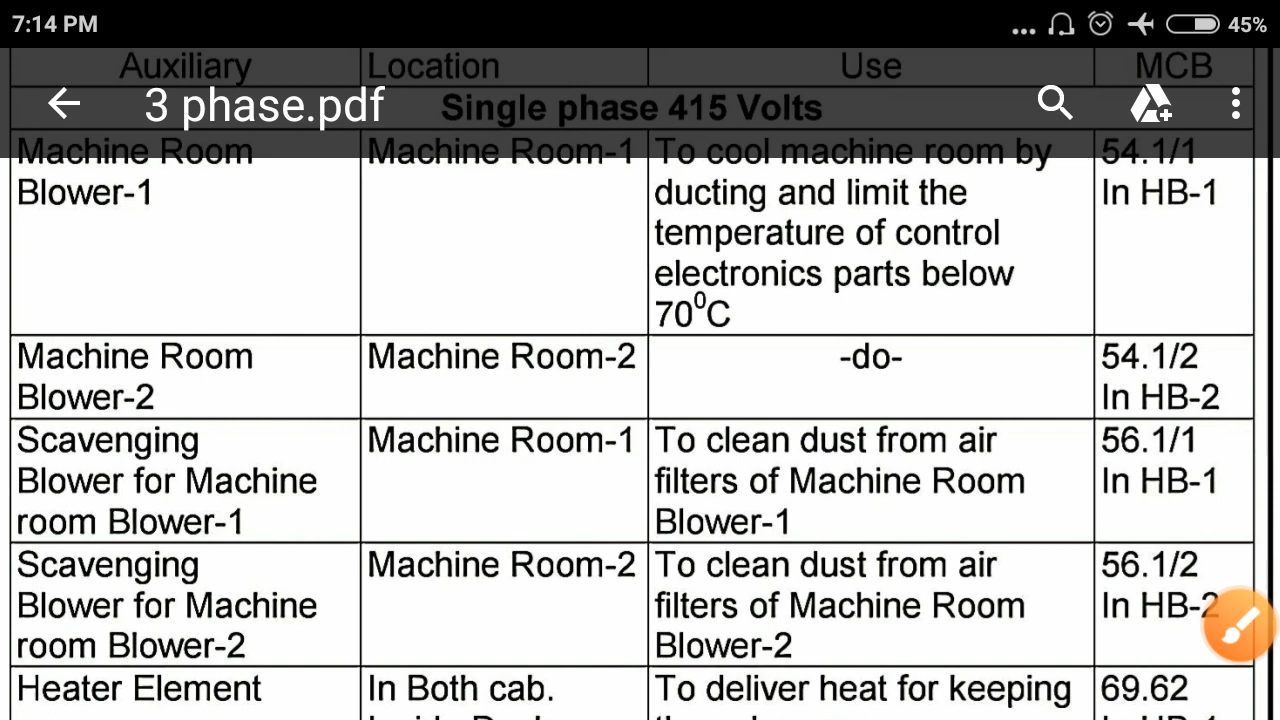 7:14 PM
45%
Auxiliary Location Use MCB
3 phase.pdf
Single phase 415 Volts
Machine Room Machine Room-1 To cool machine room by 54.1/1
Blower-1 ducting and limit the In HB-1
temperature of control
electronics parts below
70⁰C
Machine Room Machine Room-2 -do- 54.1/2
Blower-2 In HB-2
Scavenging Machine Room-1 To clean dust from air 56.1/1
Blower for Machine filters of Machine Room In HB-1
room Blower-1 Blower-1
Scavenging Machine Room-2 To clean dust from air 56.1/2
Blower for Machine filters of Machine Room In HB-2
room Blower-2 Blower-2
Heater Element In Both cab. To deliver heat for keeping 69.62